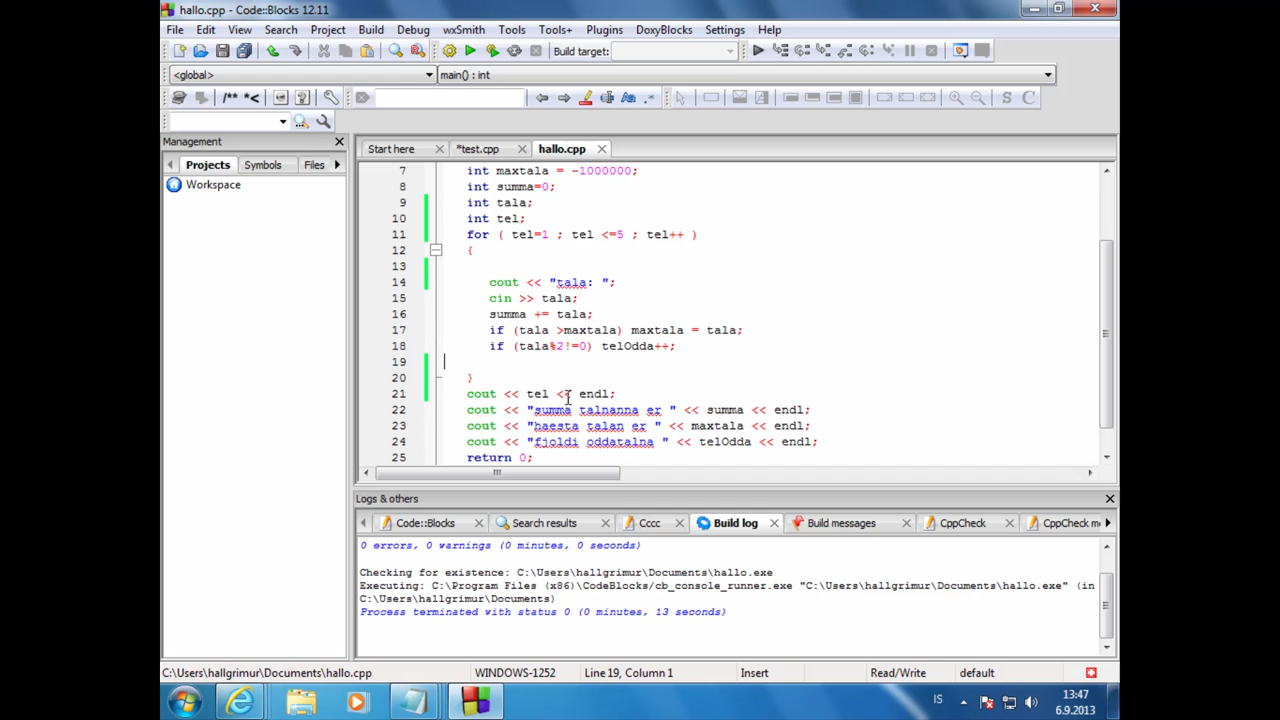 hallo.cpp - Code::Blocks 12.11
File Edit View Search Project Build Debug wxSmith Tools Tools+ Plugins DoxyBlocks Settings Help
Build target:
<global> main() : int
/** *<
Aa .* S C
Management
Start here *test.cpp hallo.cpp
Projects Symbols Files
Workspace
7 int maxtala = -1000000;
8 int summa=0;
9 int tala;
10 int tel;
11 for ( tel=1 ; tel <=5 ; tel++ )
12 {
13
14 cout << "tala: ";
15 cin >> tala;
16 summa += tala;
17 if (tala >maxtala) maxtala = tala;
18 if (tala%2!=0) telOdda++;
19
20 }
21 cout << tel << endl;
22 cout << "summa talnanna er " << summa << endl;
23 cout << "haesta talan er " << maxtala << endl;
24 cout << "fjoldi oddatalna " << telOdda << endl;
25 return 0;
Logs & others
Code::Blocks Search results Cccc Build log Build messages CppCheck CppCheck me
0 errors, 0 warnings (0 minutes, 0 seconds)
Checking for existence: C:\Users\hallgrimur\Documents\hallo.exe
Executing: C:\Program Files (x86)\CodeBlocks/cb_console_runner.exe "C:\Users\hallgrimur\Documents\hallo.exe" (in
C:\Users\hallgrimur\Documents)
Process terminated with status 0 (0 minutes, 13 seconds)
C:\Users\hallgrimur\Documents\hallo.cpp WINDOWS-1252 Line 19, Column 1 Insert Read/Write default
IS 13:47
6.9.2013